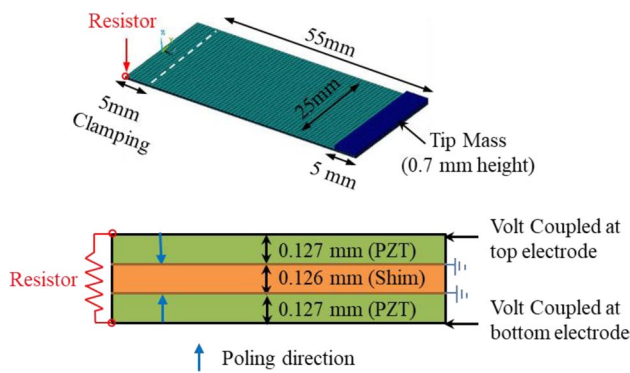 Resistor
55mm
25mm
5mm
Clamping
5 mm
Tip Mass
(0.7 mm height)
Volt Coupled at
top electrode
0.127 mm (PZT)
Resistor
0.126 mm (Shim)
0.127 mm (PZT)
Volt Coupled at
bottom electrode
Poling direction